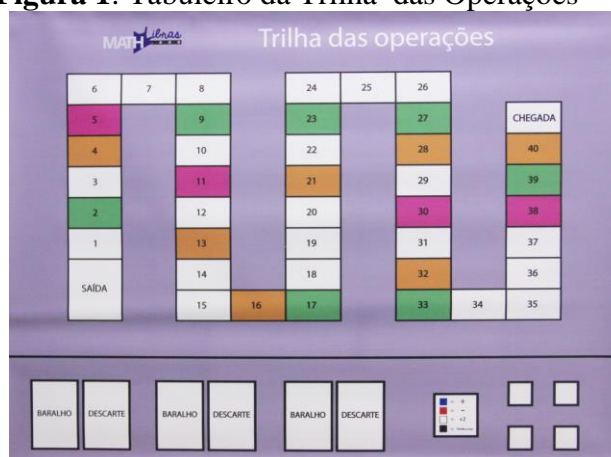 Figura 1: Tabuleiro da Trilha das Operações
MATH
Trilha das operações
6 7 8 24 25 26
5 9 23 27 CHEGADA
4 10 22 28 40
3 11 21 29 39
2 12 20 30 38
1 13 19 31 37
SAÍDA 14 18 32 36
15 16 17 33 34 35
BARALHO DESCARTE BARALHO DESCARTE BARALHO DESCARTE